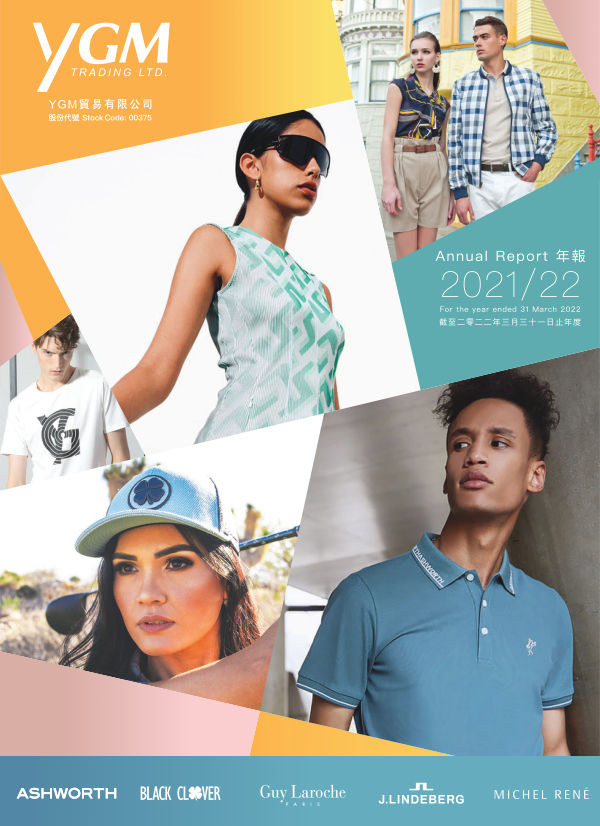 YGM
TRADING LTD.
YGM貿易有限公司
股份代號 Stock Code: 00375
Annual Report 年報
2021/22
For the year ended 31 March 2022
截至二零二二年三月三十一日止年度
ASHWORTH
ASHWORTH
BLACK CLOVER
Guy Laroche
PARIS
J.LINDEBERG
MICHEL RENÉ